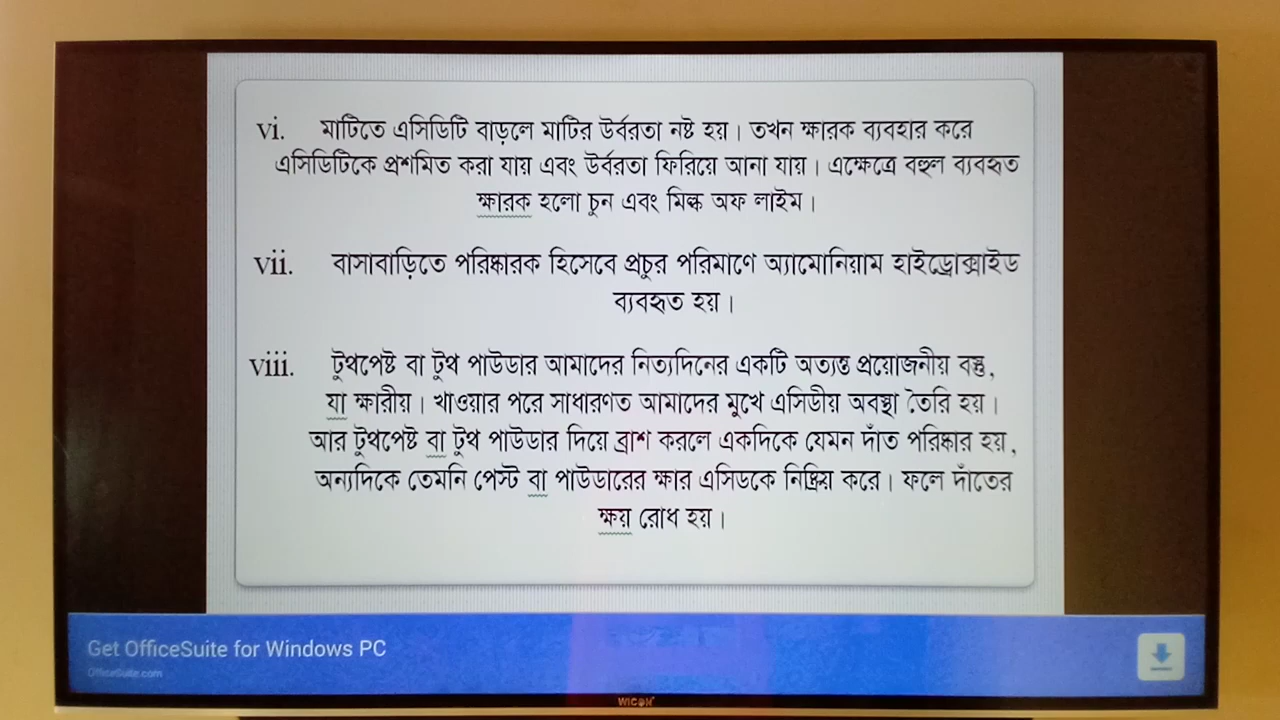 vi. মাটিতে এসিডিটি বাড়লে মাটির উর্বরতা নষ্ট হয়। তখন ক্ষারক ব্যবহার করে
এসিডিটিকে প্রশমিত করা যায় এবং উর্বরতা ফিরিয়ে আনা যায়। এক্ষেত্রে বহুল ব্যবহৃত
ক্ষারক হলো চুন এবং মিল্ক অফ লাইম।
vii. বাসাবাড়িতে পরিষ্কারক হিসেবে প্রচুর পরিমাণে অ্যামোনিয়াম হাইড্রোক্সাইড
ব্যবহৃত হয়।
viii. টুথপেষ্ট বা টুথ পাউডার আমাদের নিত্যদিনের একটি অত্যন্ত প্রয়োজনীয় বস্তু,
যা ক্ষারীয়। খাওয়ার পরে সাধারণত আমাদের মুখে এসিডীয় অবস্থা তৈরি হয়।
আর টুথপেষ্ট বা টুথ পাউডার দিয়ে ব্রাশ করলে একদিকে যেমন দাঁত পরিষ্কার হয়,
অন্যদিকে তেমনি পেস্ট বা পাউডারের ক্ষার এসিডকে নিষ্ক্রিয় করে। ফলে দাঁতের
ক্ষয় রোধ হয়।
Get OfficeSuite for Windows PC
OfficeSuite.com
WICON